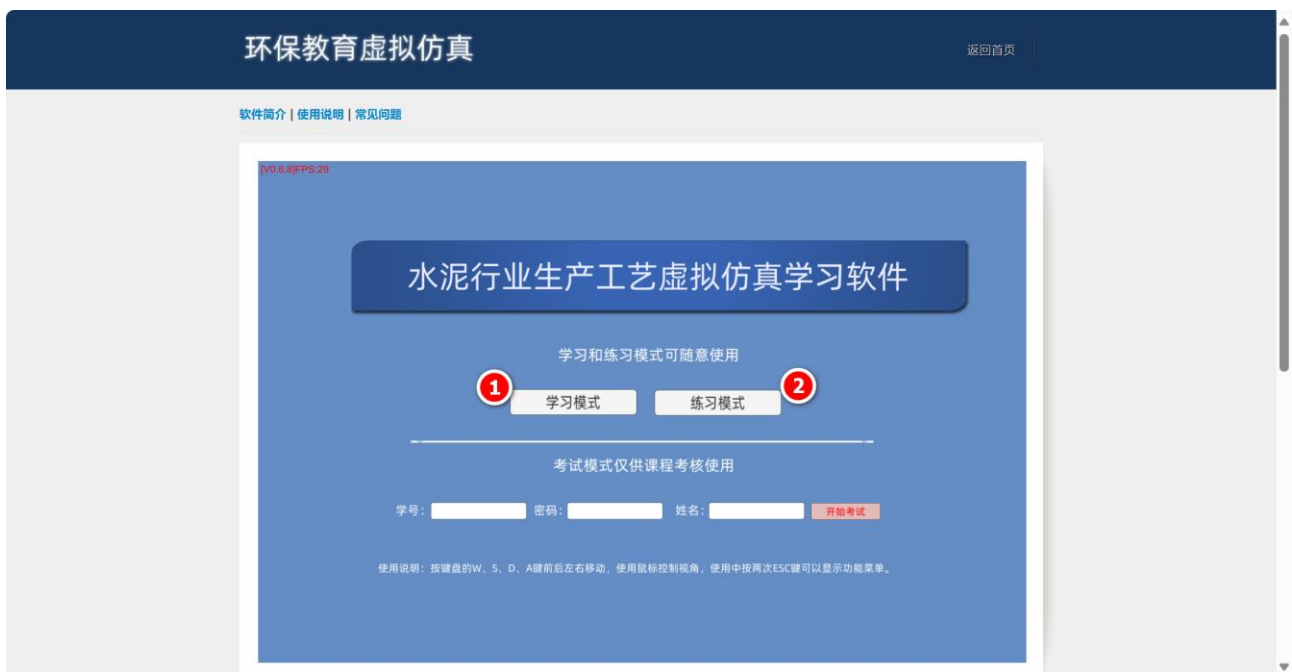 环保教育虚拟仿真
返回首页
软件简介 | 使用说明 | 常见问题
[V0.6.8]FPS:29
水泥行业生产工艺虚拟仿真学习软件
学习和练习模式可随意使用
1 学习模式 练习模式 2
考试模式仅供课程考核使用
学号: 密码: 姓名: 开始考试
使用说明：按键盘的W、S、D、A键前后左右移动，使用鼠标控制视角，使用中按两次ESC键可以显示功能菜单。